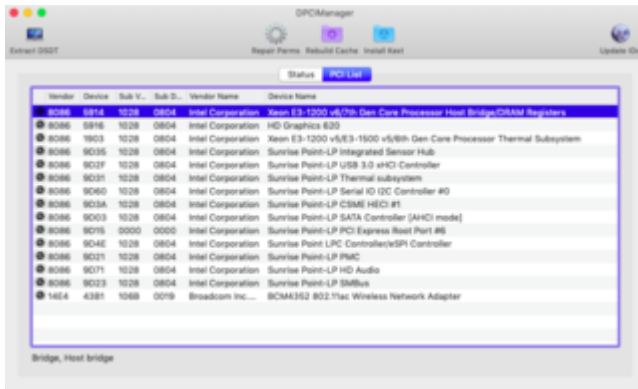 DPCIManager
Extract DSDT
Repair Perms Rebuild Cache Install Kext
Update IDs
Status PCI List
Vendor Device Sub V... Sub D... Vendor Name Device Name
8086 5914 1028 0804 Intel Corporation Xeon E3-1200 v6/7th Gen Core Processor Host Bridge/DRAM Registers
8086 5916 1028 0804 Intel Corporation HD Graphics 620
8086 1903 1028 0804 Intel Corporation Xeon E3-1200 v5/E3-1500 v5/6th Gen Core Processor Thermal Subsystem
8086 9D35 1028 0804 Intel Corporation Sunrise Point-LP Integrated Sensor Hub
8086 9D2F 1028 0804 Intel Corporation Sunrise Point-LP USB 3.0 xHCI Controller
8086 9D31 1028 0804 Intel Corporation Sunrise Point-LP Thermal subsystem
8086 9D60 1028 0804 Intel Corporation Sunrise Point-LP Serial IO I2C Controller #0
8086 9D3A 1028 0804 Intel Corporation Sunrise Point-LP CSME HECI #1
8086 9D03 1028 0804 Intel Corporation Sunrise Point-LP SATA Controller [AHCI mode]
8086 9D15 0000 0000 Intel Corporation Sunrise Point-LP PCI Express Root Port #6
8086 9D4E 1028 0804 Intel Corporation Sunrise Point LPC Controller/eSPI Controller
8086 9D21 1028 0804 Intel Corporation Sunrise Point-LP PMC
8086 9D71 1028 0804 Intel Corporation Sunrise Point-LP HD Audio
8086 9D23 1028 0804 Intel Corporation Sunrise Point-LP SMBus
14E4 43B1 106B 0019 Broadcom Inc.... BCM4352 802.11ac Wireless Network Adapter
Bridge, Host bridge